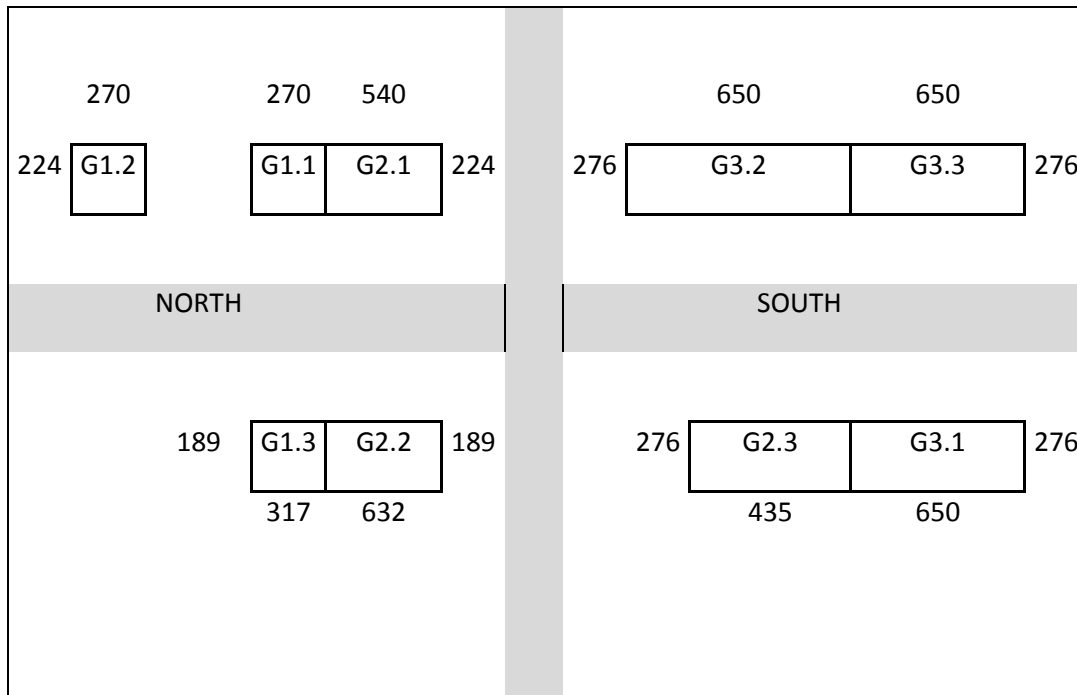 270 270 540 650 650
224 G1.2 G1.1 G2.1 224 276 G3.2 G3.3 276
NORTH SOUTH
189 G1.3 G2.2 189 276 G2.3 G3.1 276
317 632 435 650